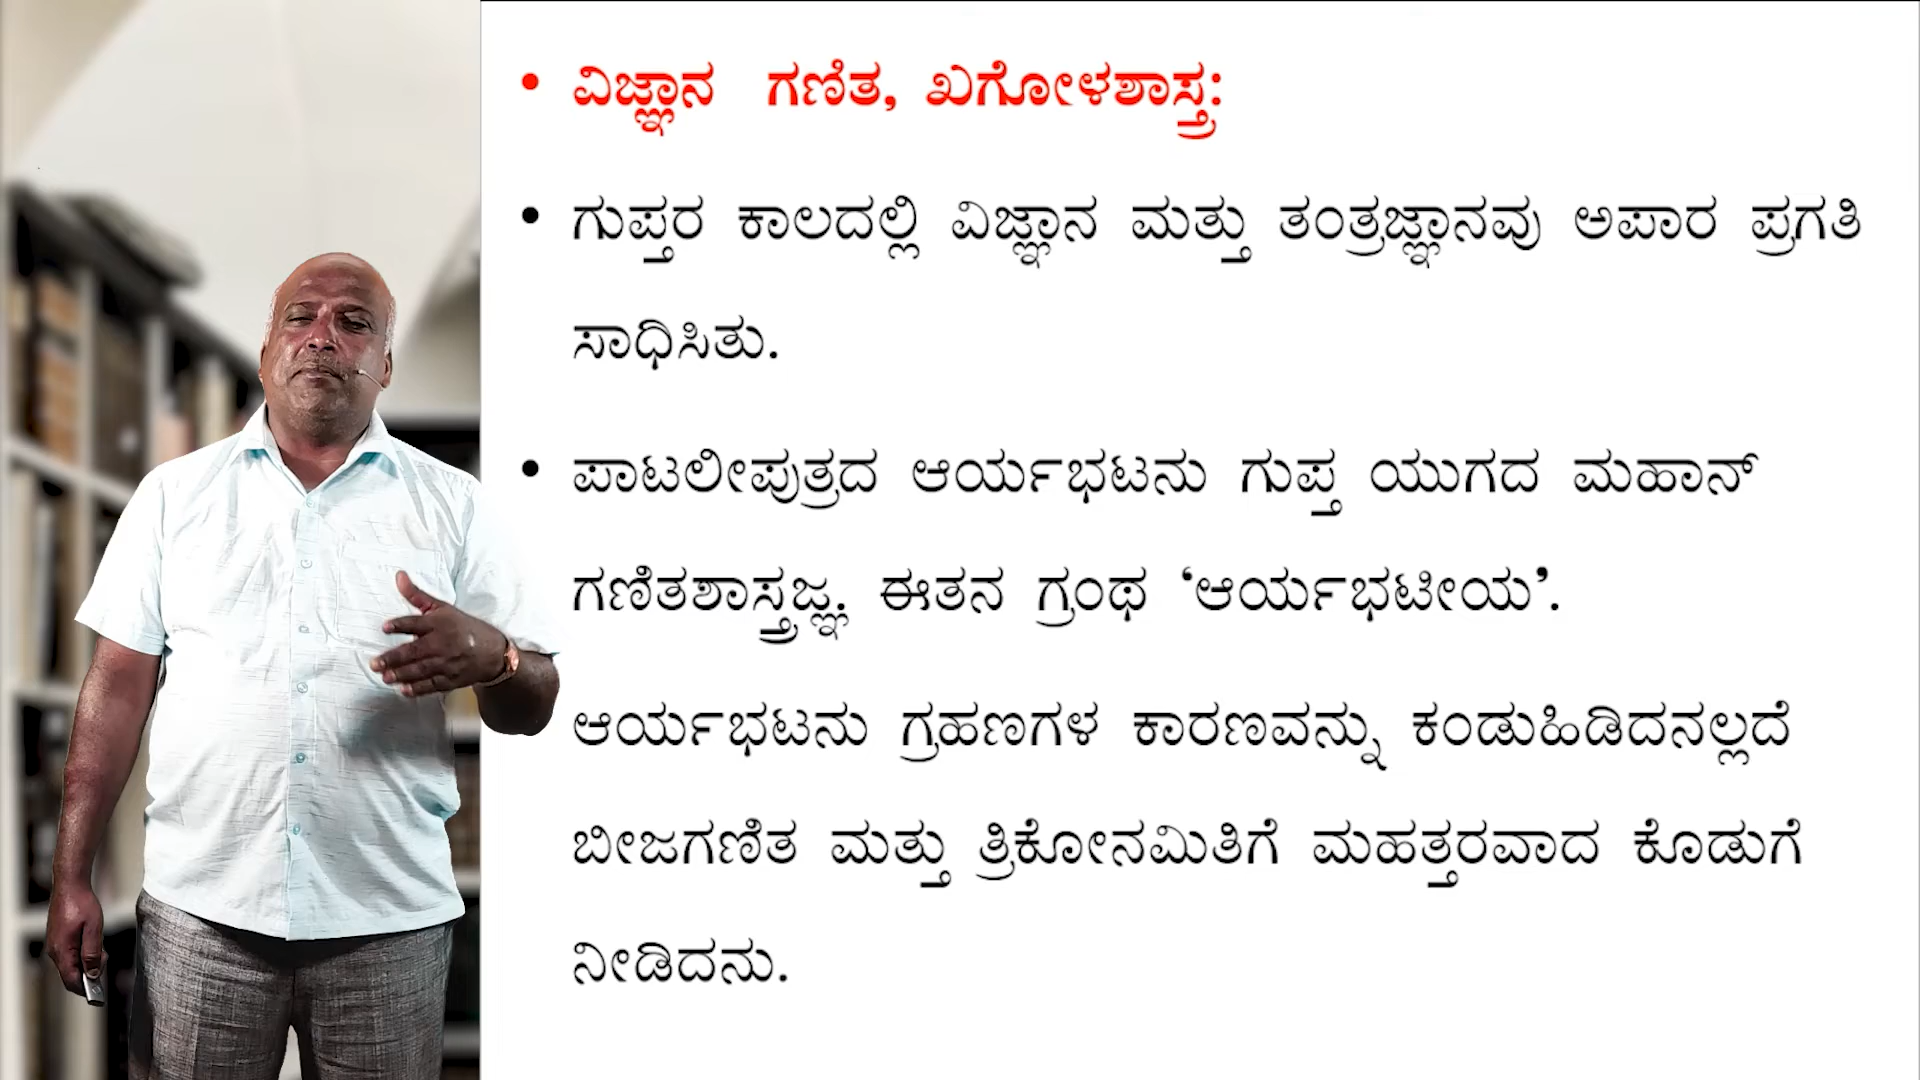 • ವಿಜ್ಞಾನ ಗಣಿತ, ಖಗೋಳಶಾಸ್ತ್ರ:
• ಗುಪ್ತರ ಕಾಲದಲ್ಲಿ ವಿಜ್ಞಾನ ಮತ್ತು ತಂತ್ರಜ್ಞಾನವು ಅಪಾರ ಪ್ರಗತಿ
ಸಾಧಿಸಿತು.
• ಪಾಟಲೀಪುತ್ರದ ಆರ್ಯಭಟನು ಗುಪ್ತ ಯುಗದ ಮಹಾನ್
ಗಣಿತಶಾಸ್ತ್ರಜ್ಞ. ಈತನ ಗ್ರಂಥ ‘ಆರ್ಯಭಟೀಯ’.
ಆರ್ಯಭಟನು ಗ್ರಹಣಗಳ ಕಾರಣವನ್ನು ಕಂಡುಹಿಡಿದನಲ್ಲದೆ
ಬೀಜಗಣಿತ ಮತ್ತು ತ್ರಿಕೋನಮಿತಿಗೆ ಮಹತ್ತರವಾದ ಕೊಡುಗೆ
ನೀಡಿದನು.